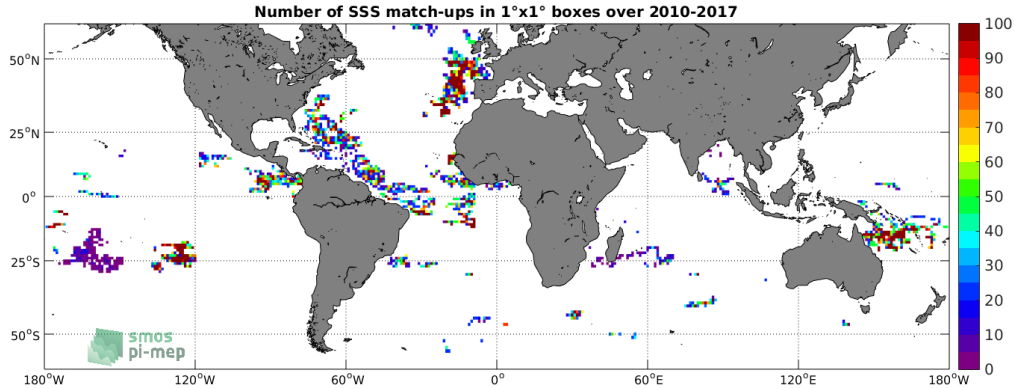 Number of SSS match-ups in 1°x1° boxes over 2010-2017
50°N
25°N
0°
25°S
50°S
180°W
120°W
60°W
0°E
60°E
120°E
180°W
100
90
80
70
60
50
40
30
20
10
0
smos
pi-mep